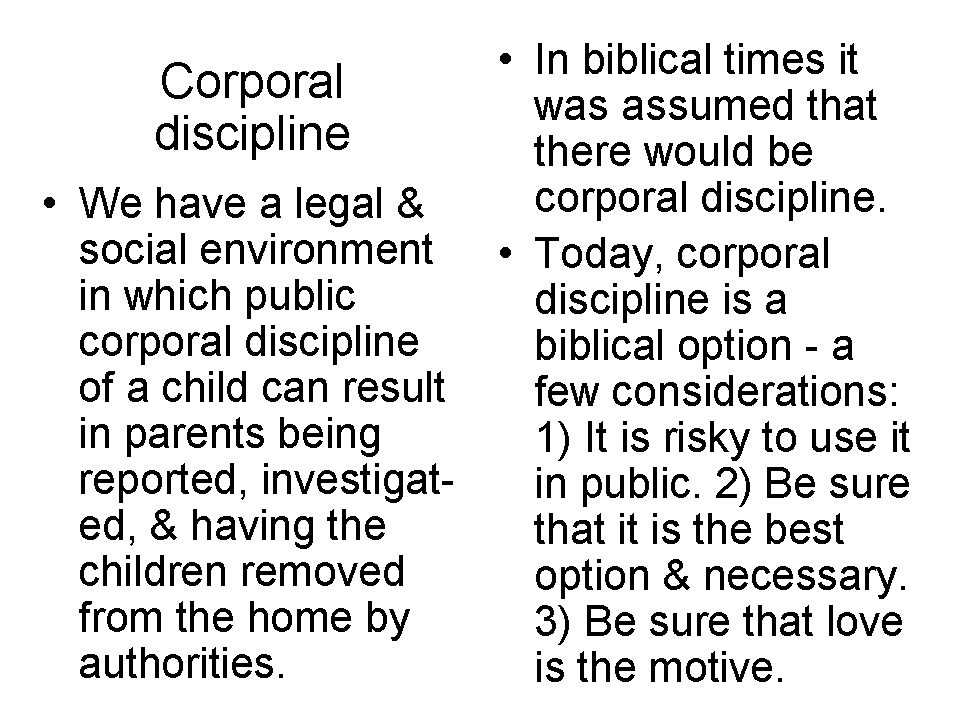 Corporal
discipline
• We have a legal &
social environment
in which public
corporal discipline
of a child can result
in parents being
reported, investigat-
ed, & having the
children removed
from the home by
authorities.
• In biblical times it
was assumed that
there would be
corporal discipline.
• Today, corporal
discipline is a
biblical option - a
few considerations:
1) It is risky to use it
in public. 2) Be sure
that it is the best
option & necessary.
3) Be sure that love
is the motive.